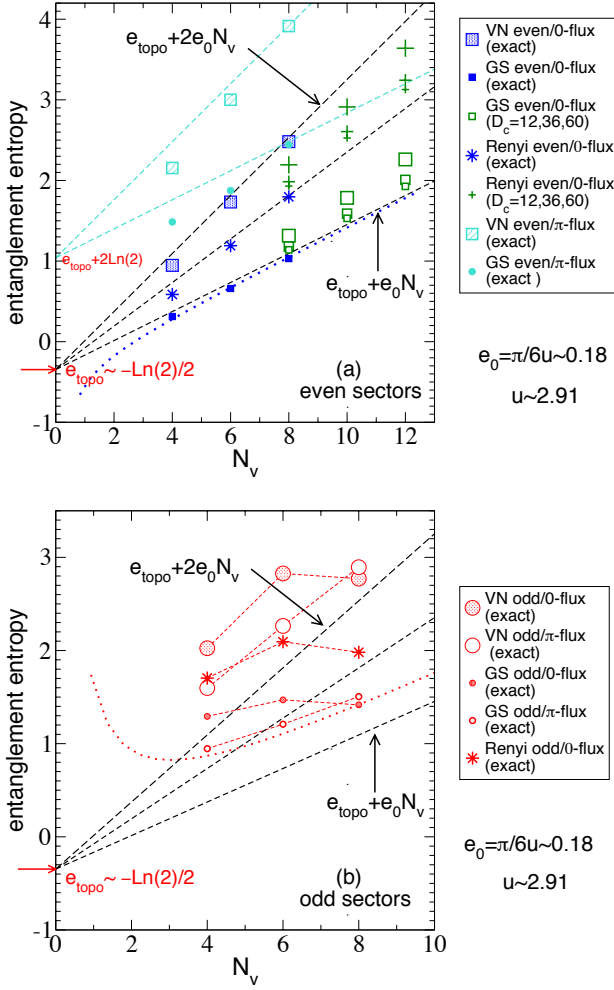 4
3
2
1
0
-1
entanglement entropy
e_topo+2e_0N_v
e_topo+2Ln(2)
e_topo+e_0N_v
e_topo~ -Ln(2)/2
(a)
even sectors
0 2 4 6 8 10 12
N_v
VN even/0-flux
(exact)
GS even/0-flux
(exact)
GS even/0-flux
(D_c=12,36,60)
Renyi even/0-flux
(exact)
Renyi even/0-flux
(D_c=12,36,60)
VN even/π-flux
(exact)
GS even/π-flux
(exact )
e_0=π/6u~0.18
u~2.91
3
2
1
0
-1
entanglement entropy
e_topo+2e_0N_v
e_topo+e_0N_v
e_topo~ -Ln(2)/2
(b)
odd sectors
0 2 4 6 8 10
N_v
VN odd/0-flux
(exact)
VN odd/π-flux
(exact)
GS odd/0-flux
(exact)
GS odd/π-flux
(exact)
Renyi odd/0-flux
(exact)
e_0=π/6u~0.18
u~2.91